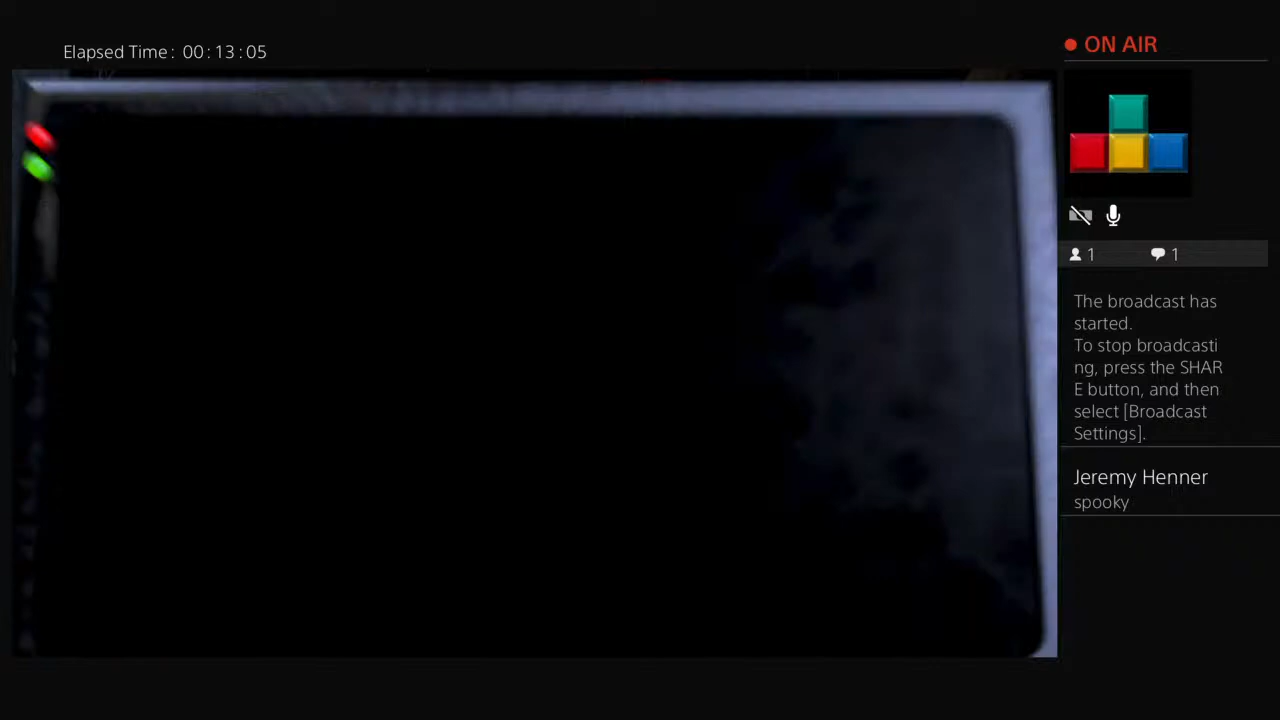 Elapsed Time: 00:13:05
ON AIR
1 1
The broadcast has
started.
To stop broadcasti
ng, press the SHAR
E button, and then
select [Broadcast
Settings].
Jeremy Henner
spooky